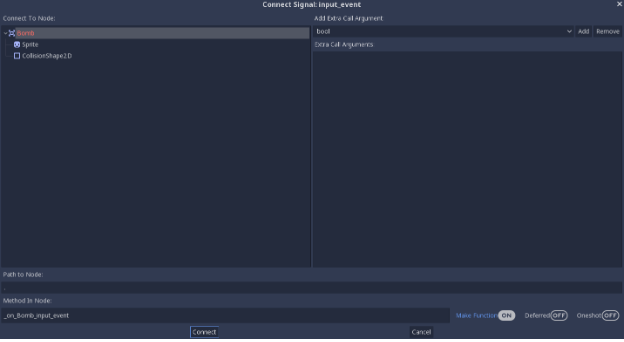 Connect Signal: input_event
Connect To Node:
Bomb
Sprite
CollisionShape2D
Add Extra Call Argument:
bool
Add
Remove
Extra Call Arguments:
Path to Node:
.
Method In Node:
_on_Bomb_input_event
Make Function ON
Deferred OFF
Oneshot OFF
Connect
Cancel